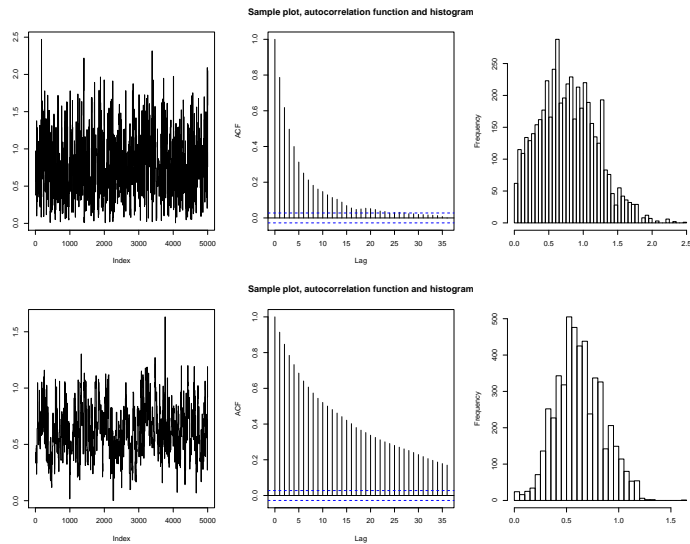 Sample plot, autocorrelation function and histogram
2.5
2.0
1.5
1.0
0.5
0.0
0 1000 2000 3000 4000 5000
Index
ACF
1.0
0.8
0.6
0.4
0.2
0.0
0 5 10 15 20 25 30 35
Lag
Frequency
250
200
150
100
50
0
0.0 0.5 1.0 1.5 2.0 2.5
Sample plot, autocorrelation function and histogram
1.5
1.0
0.5
0.0
0 1000 2000 3000 4000 5000
Index
ACF
1.0
0.8
0.6
0.4
0.2
0.0
0 5 10 15 20 25 30 35
Lag
Frequency
500
400
300
200
100
0
0.0 0.5 1.0 1.5